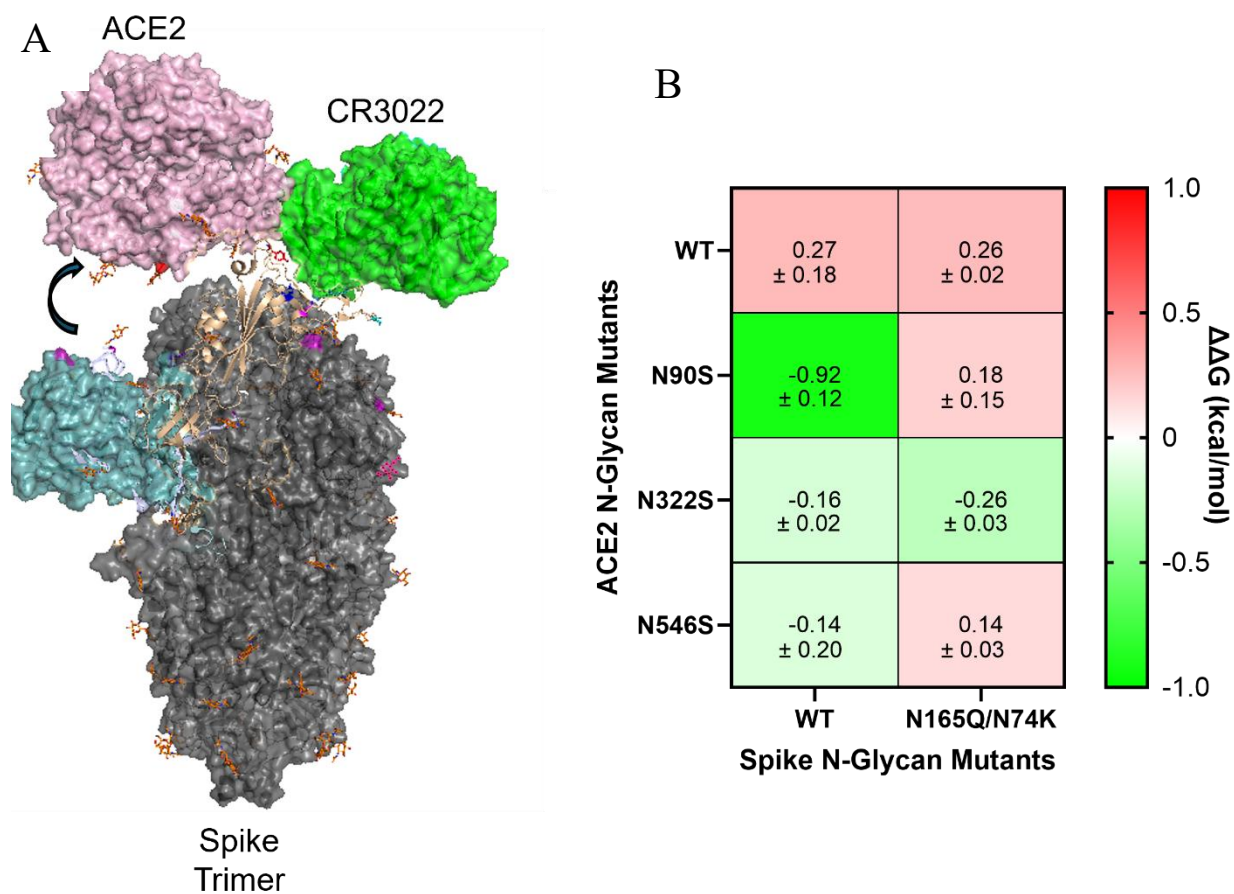 A
ACE2
CR3022
Spike
Trimer
B
ACE2 N-Glycan Mutants
WT
0.27
± 0.18
0.26
± 0.02
N90S
-0.92
± 0.12
0.18
± 0.15
N322S
-0.16
± 0.02
-0.26
± 0.03
N546S
-0.14
± 0.20
0.14
± 0.03
WT
N165Q/N74K
Spike N-Glycan Mutants
1.0
0.5
0
-0.5
-1.0
ΔΔG (kcal/mol)